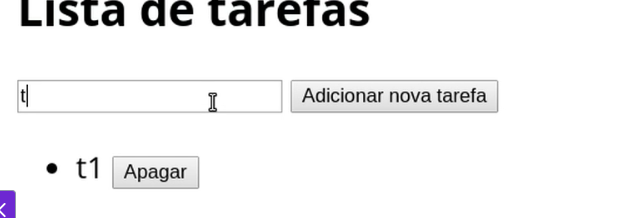 Lista de tarefas
t
Adicionar nova tarefa
t1
Apagar